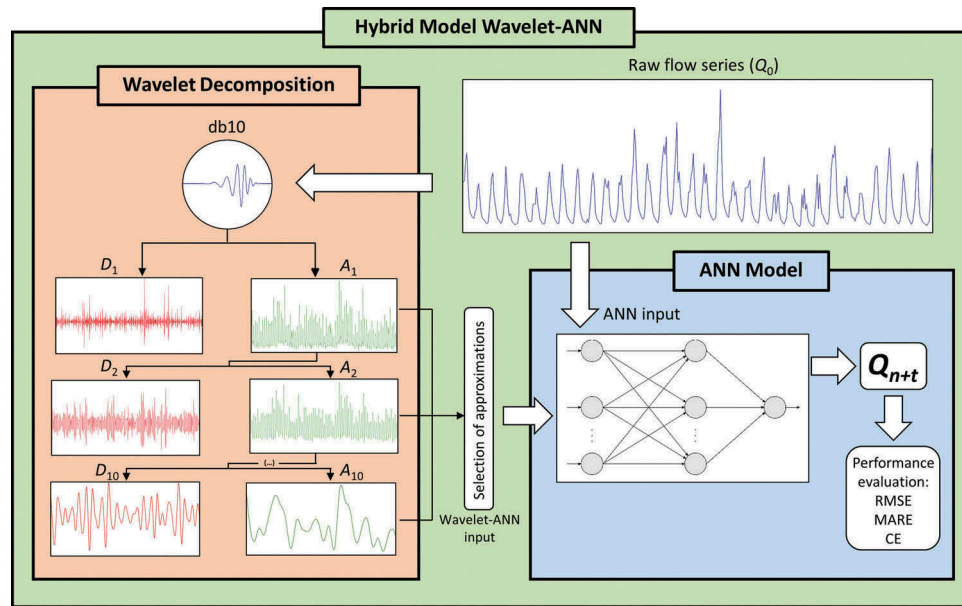 Hybrid Model Wavelet-ANN
Raw flow series (Q0)
Wavelet Decomposition
db10
D1
A1
D2
A2
(...)
D10
A10
Selection of approximations
Wavelet-ANN
input
ANN Model
ANN input
Qn+t
Performance
evaluation:
RMSE
MARE
CE